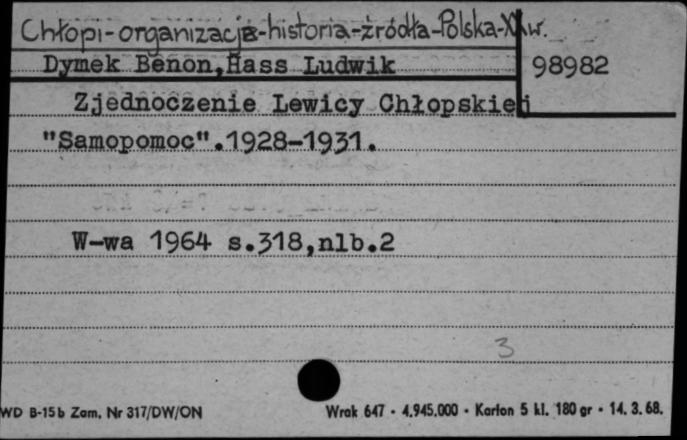 Chłopi-organizacja-historia-źródła-Polska-XXw.
Dymek Benon,Hass Ludwik 98982
Zjednoczenie Lewicy Chłopskiej
"Samopomoc".1928-1931.
W-wa 1964 s.318,nlb.2
3
WD B-15b Zam. Nr 317/DW/ON Wrak 647 · 4.945.000 · Karton 5 kl. 180 gr · 14. 3. 68.